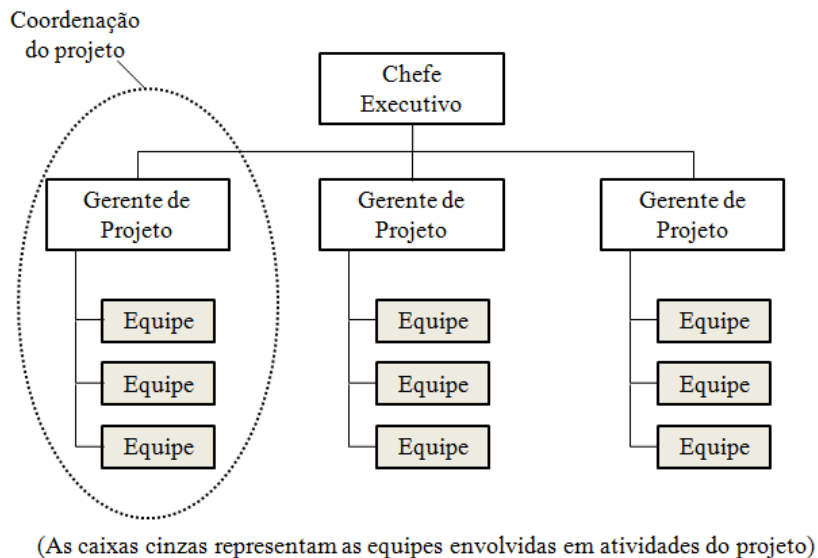 Coordenação
do projeto
Chefe
Executivo
Gerente de
Projeto
Gerente de
Projeto
Gerente de
Projeto
Equipe
Equipe
Equipe
Equipe
Equipe
Equipe
Equipe
Equipe
Equipe
(As caixas cinzas representam as equipes envolvidas em atividades do projeto)